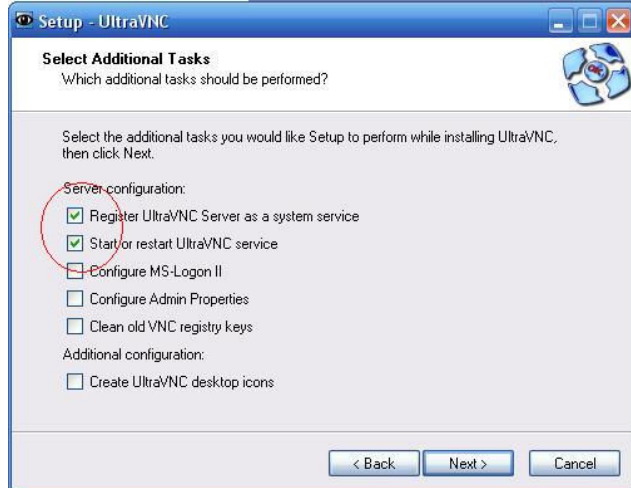 Setup - UltraVNC
Select Additional Tasks
Which additional tasks should be performed?
Select the additional tasks you would like Setup to perform while installing UltraVNC,
then click Next.
Server configuration:
Register UltraVNC Server as a system service
Start or restart UltraVNC service
Configure MS-Logon II
Configure Admin Properties
Clean old VNC registry keys
Additional configuration:
Create UltraVNC desktop icons
< Back Next > Cancel